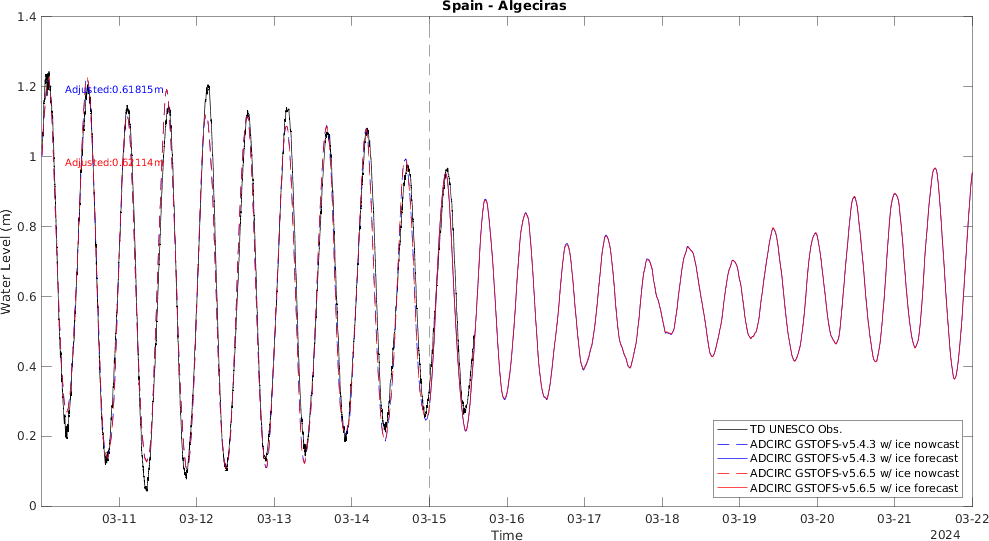 Spain - Algeciras
Water Level (m)
1.4
1.2
1
0.8
0.6
0.4
0.2
0
Adjusted:0.61815m
Adjusted:0.62114m
TD UNESCO Obs.
ADCIRC GSTOFS-v5.4.3 w/ ice nowcast
ADCIRC GSTOFS-v5.4.3 w/ ice forecast
ADCIRC GSTOFS-v5.6.5 w/ ice nowcast
ADCIRC GSTOFS-v5.6.5 w/ ice forecast
03-11 03-12 03-13 03-14 03-15 03-16 03-17 03-18 03-19 03-20 03-21 03-22
Time
2024